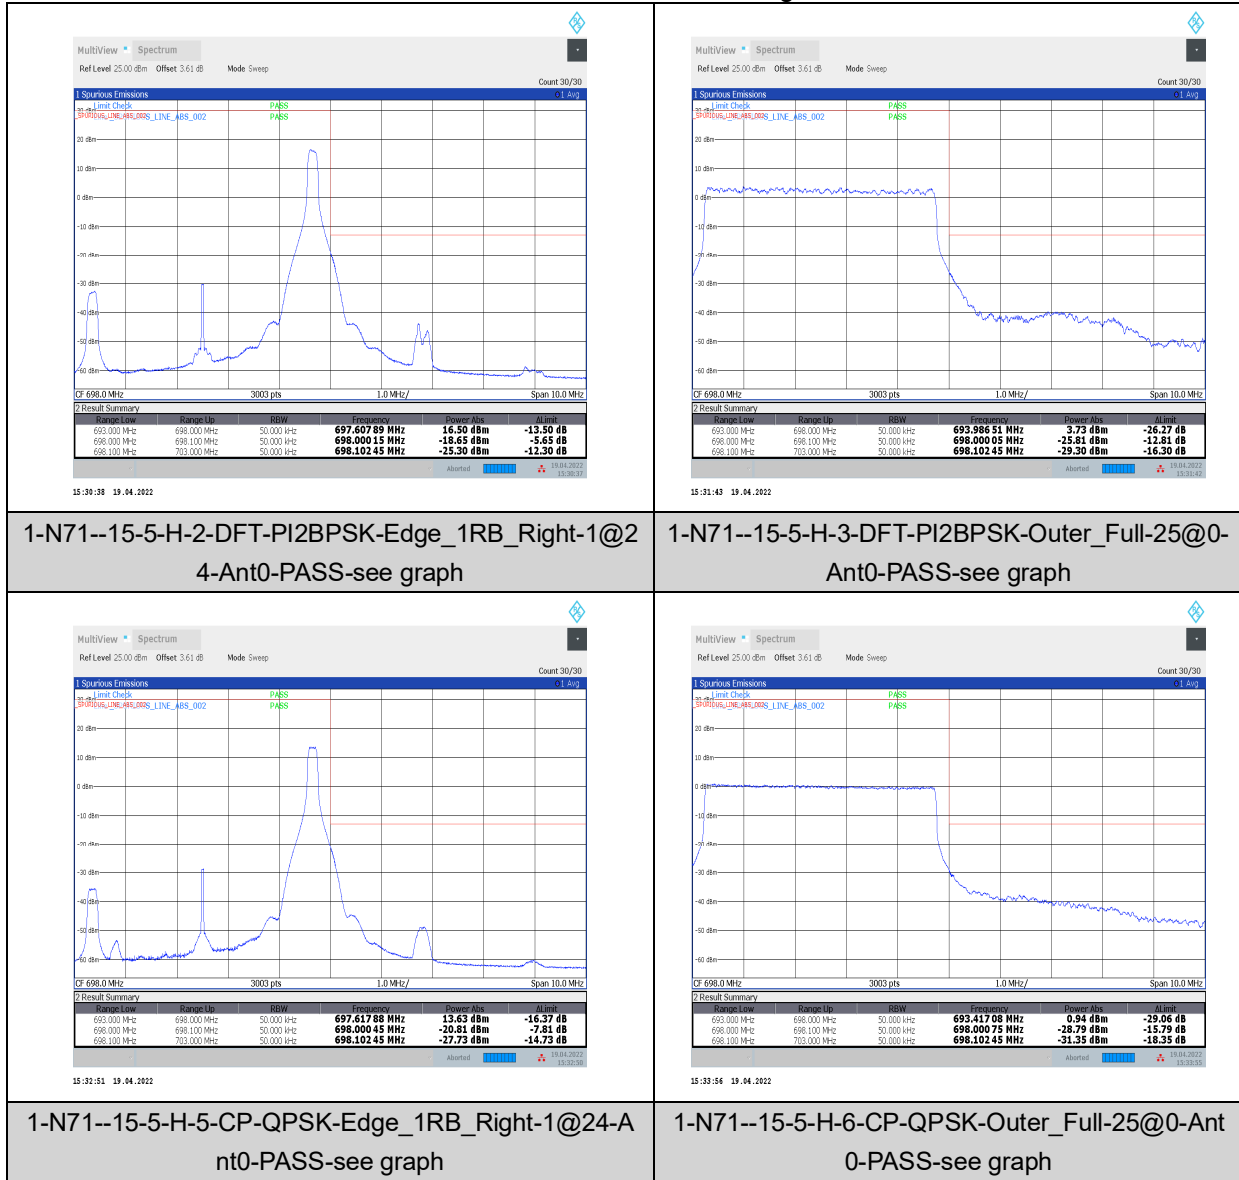 MultiView Spectrum
Ref Level 25.00 dBm Offset 3.61 dB Mode Sweep
Count 30/30
1 Spurious Emissions 1 Avg
Limit Check PASS
_SPURIOUS_LINE_ABS_002 PASS
20 dBm
10 dBm
0 dBm
-10 dBm
-20 dBm
-30 dBm
-40 dBm
-50 dBm
-60 dBm
CF 698.0 MHz 3003 pts 1.0 MHz/ Span 10.0 MHz
2 Result Summary
Range Low Range Up RBW Frequency Power Abs ΔLimit
693.000 MHz 698.000 MHz 50.000 kHz 697.607 89 MHz 16.50 dBm -13.50 dB
698.000 MHz 698.100 MHz 50.000 kHz 698.000 15 MHz -18.65 dBm -5.65 dB
698.100 MHz 703.000 MHz 50.000 kHz 698.102 45 MHz -25.30 dBm -12.30 dB
Aborted 19.04.2022
15:30:37
15:30:38 19.04.2022
1-N71--15-5-H-2-DFT-PI2BPSK-Edge_1RB_Right-1@2
4-Ant0-PASS-see graph
MultiView Spectrum
Ref Level 25.00 dBm Offset 3.61 dB Mode Sweep
Count 30/30
1 Spurious Emissions 1 Avg
Limit Check PASS
_SPURIOUS_LINE_ABS_002 PASS
20 dBm
10 dBm
0 dBm
-10 dBm
-20 dBm
-30 dBm
-40 dBm
-50 dBm
-60 dBm
CF 698.0 MHz 3003 pts 1.0 MHz/ Span 10.0 MHz
2 Result Summary
Range Low Range Up RBW Frequency Power Abs ΔLimit
693.000 MHz 698.000 MHz 50.000 kHz 693.986 51 MHz 3.73 dBm -26.27 dB
698.000 MHz 698.100 MHz 50.000 kHz 698.000 05 MHz -25.81 dBm -12.81 dB
698.100 MHz 703.000 MHz 50.000 kHz 698.102 45 MHz -29.30 dBm -16.30 dB
Aborted 19.04.2022
15:31:42
15:31:43 19.04.2022
1-N71--15-5-H-3-DFT-PI2BPSK-Outer_Full-25@0-
Ant0-PASS-see graph
MultiView Spectrum
Ref Level 25.00 dBm Offset 3.61 dB Mode Sweep
Count 30/30
1 Spurious Emissions 1 Avg
Limit Check PASS
_SPURIOUS_LINE_ABS_002 PASS
20 dBm
10 dBm
0 dBm
-10 dBm
-20 dBm
-30 dBm
-40 dBm
-50 dBm
-60 dBm
CF 698.0 MHz 3003 pts 1.0 MHz/ Span 10.0 MHz
2 Result Summary
Range Low Range Up RBW Frequency Power Abs ΔLimit
693.000 MHz 698.000 MHz 50.000 kHz 697.617 88 MHz 13.63 dBm -16.37 dB
698.000 MHz 698.100 MHz 50.000 kHz 698.000 45 MHz -20.81 dBm -7.81 dB
698.100 MHz 703.000 MHz 50.000 kHz 698.102 45 MHz -27.73 dBm -14.73 dB
Aborted 19.04.2022
15:32:50
15:32:51 19.04.2022
1-N71--15-5-H-5-CP-QPSK-Edge_1RB_Right-1@24-A
nt0-PASS-see graph
MultiView Spectrum
Ref Level 25.00 dBm Offset 3.61 dB Mode Sweep
Count 30/30
1 Spurious Emissions 1 Avg
Limit Check PASS
_SPURIOUS_LINE_ABS_002 PASS
20 dBm
10 dBm
0 dBm
-10 dBm
-20 dBm
-30 dBm
-40 dBm
-50 dBm
-60 dBm
CF 698.0 MHz 3003 pts 1.0 MHz/ Span 10.0 MHz
2 Result Summary
Range Low Range Up RBW Frequency Power Abs ΔLimit
693.000 MHz 698.000 MHz 50.000 kHz 693.417 08 MHz 0.94 dBm -29.06 dB
698.000 MHz 698.100 MHz 50.000 kHz 698.000 75 MHz -28.79 dBm -15.79 dB
698.100 MHz 703.000 MHz 50.000 kHz 698.102 45 MHz -31.35 dBm -18.35 dB
Aborted 19.04.2022
15:33:55
15:33:56 19.04.2022
1-N71--15-5-H-6-CP-QPSK-Outer_Full-25@0-Ant
0-PASS-see graph